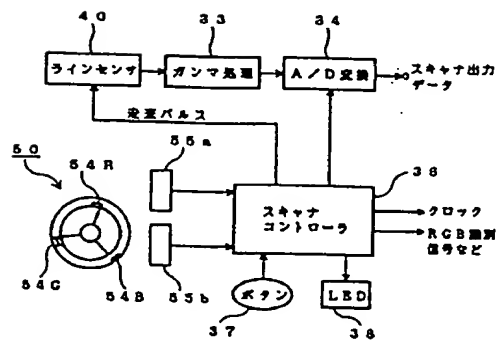 40
33
34
ラインセンサ
ガンマ処理
A/D変換
スキャナ出力
データ
走査パルス
50
54R
55a
36
スキャナ
コントローラ
クロック
RGB識別
信号など
54G
54B
55b
ボタン
LED
37
38